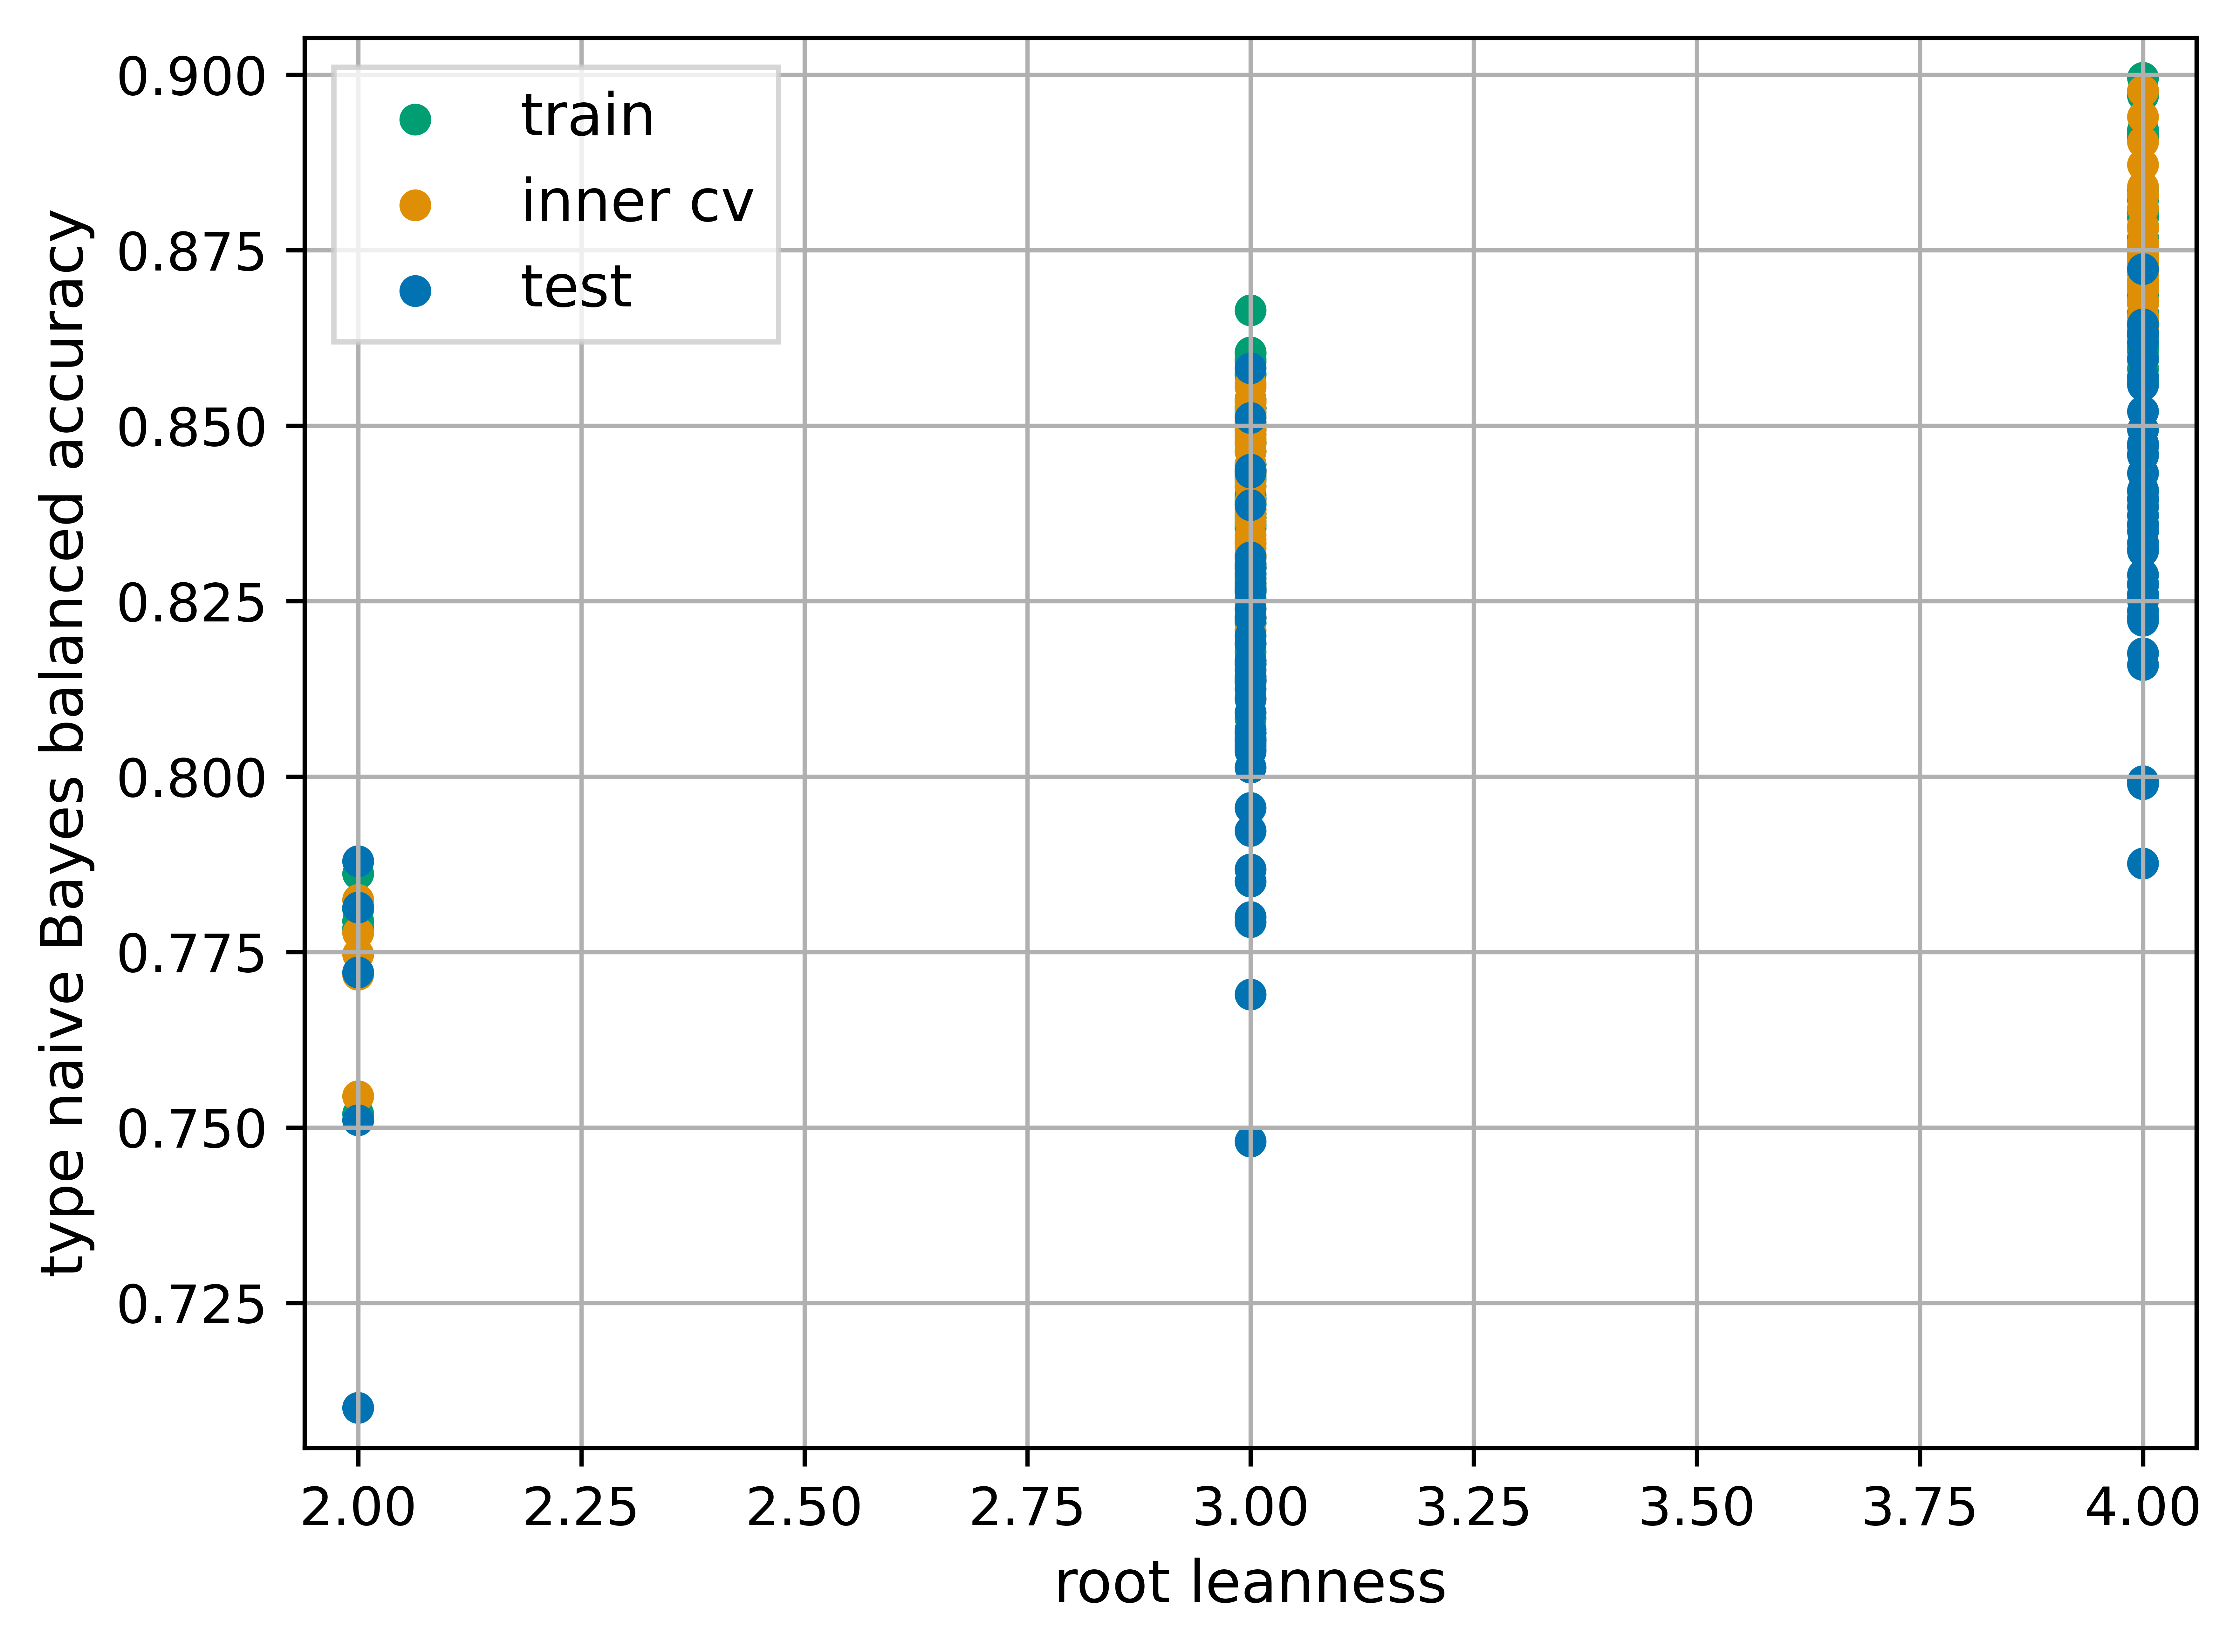 train
inner cv
test
type naive Bayes balanced accuracy
0.900
0.875
0.850
0.825
0.800
0.775
0.750
0.725
2.00 2.25 2.50 2.75 3.00 3.25 3.50 3.75 4.00
root leanness